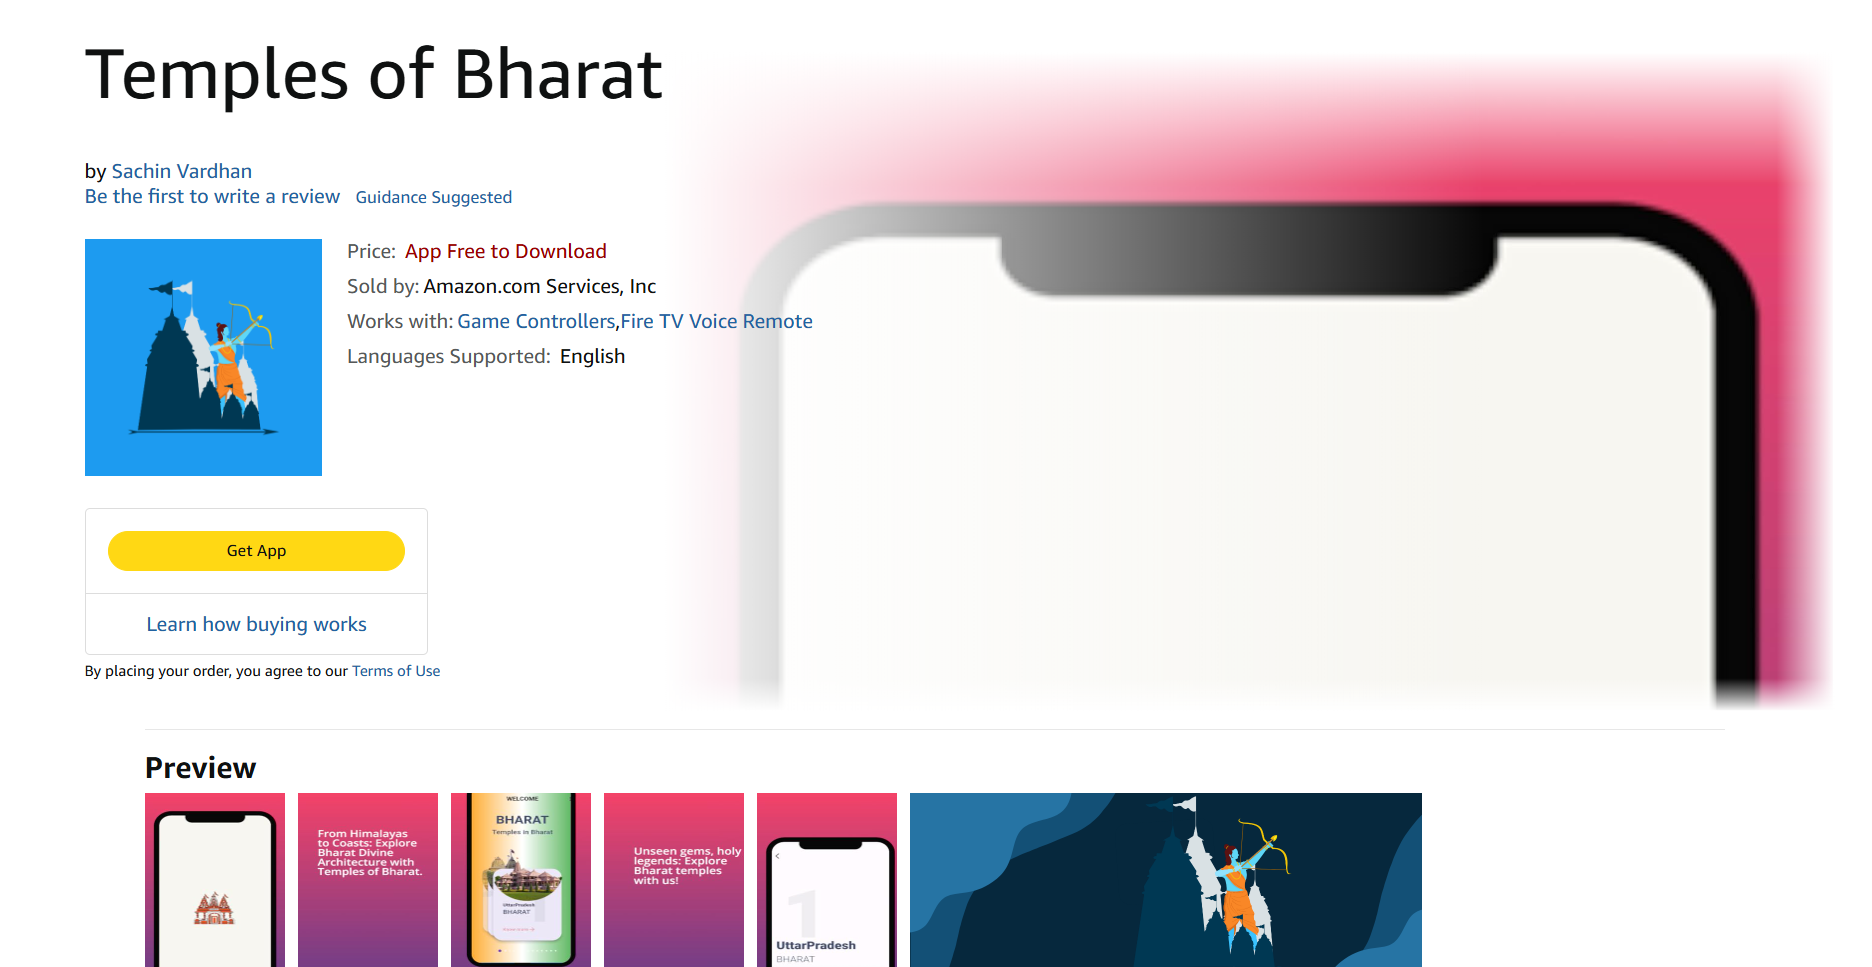 Temples of Bharat
by Sachin Vardhan
Be the first to write a review Guidance Suggested
Price: App Free to Download
Sold by: Amazon.com Services, Inc
Works with: Game Controllers,Fire TV Voice Remote
Languages Supported: English
Get App
Learn how buying works
By placing your order, you agree to our Terms of Use
Preview
From Himalayas
to Coasts: Explore
Bharat Divine
Architecture with
Temples of Bharat.
WELCOME
BHARAT
Temples in Bharat
1
UttarPradesh
BHARAT
Unseen gems, holy
legends: Explore
Bharat temples
with us!
1
UttarPradesh
BHARAT